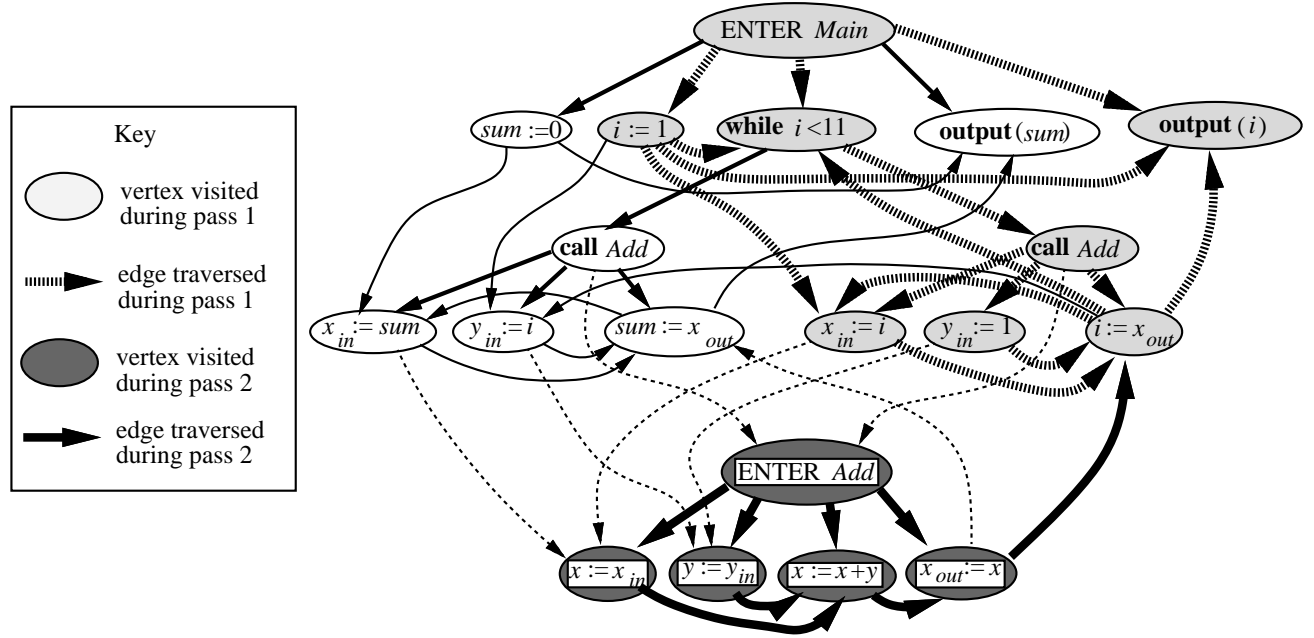 ENTER Main
sum :=0
i := 1
while i <11
output (sum)
output (i)
Key
vertex visited
during pass 1
edge traversed
during pass 1
vertex visited
during pass 2
edge traversed
during pass 2
call Add
call Add
x in := sum
y in := i
sum := x out
x in := i
y in := 1
i := x out
ENTER Add
x := x in
y := y in
x := x+y
x out := x